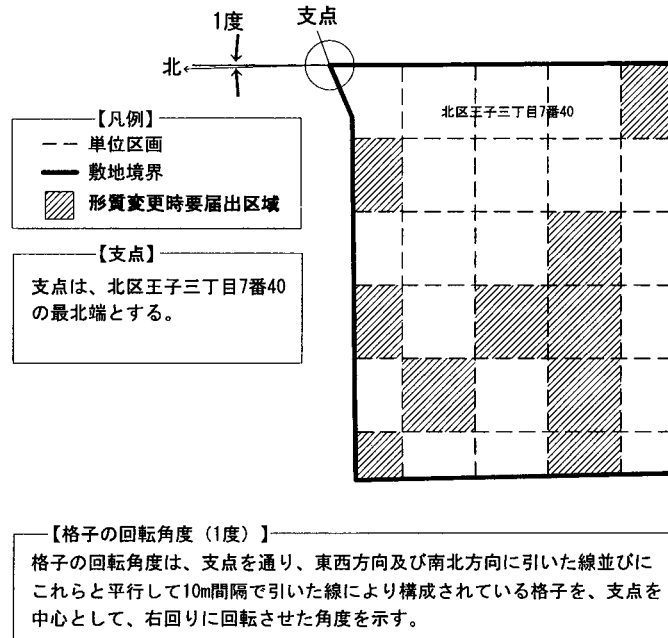 1度
支点
北
北区王子三丁目7番40
【凡例】
単位区画
敷地境界
形質変更時要届出区域
【支点】
支点は、北区王子三丁目7番40
の最北端とする。
【格子の回転角度（1度）】
格子の回転角度は、支点を通り、東西方向及び南北方向に引いた線並びに
これらと平行して10m間隔で引いた線により構成されている格子を、支点を
中心として、右回りに回転させた角度を示す。